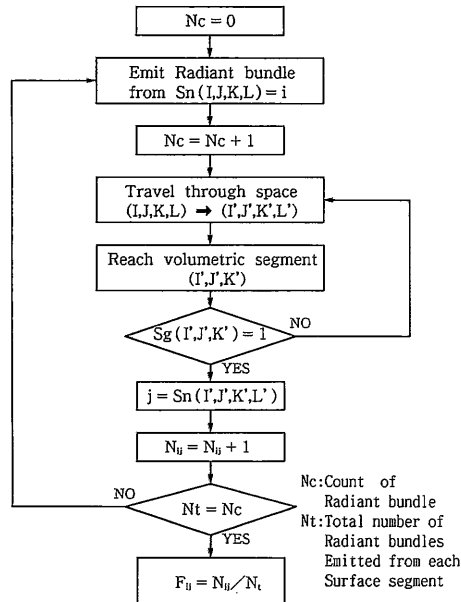 Nc = 0
Emit Radiant bundle
from Sn(I,J,K,L) = i
Nc = Nc + 1
Travel through space
(I,J,K,L) → (I',J',K',L')
Reach volumetric segment
(I',J',K')
Sg(I',J',K') = 1
NO
YES
j = Sn(I',J',K',L')
Nij = Nij + 1
NO
Nt = Nc
YES
Fij = Nij/Nt
Nc:Count of
Radiant bundle
Nt:Total number of
Radiant bundles
Emitted from each
Surface segment